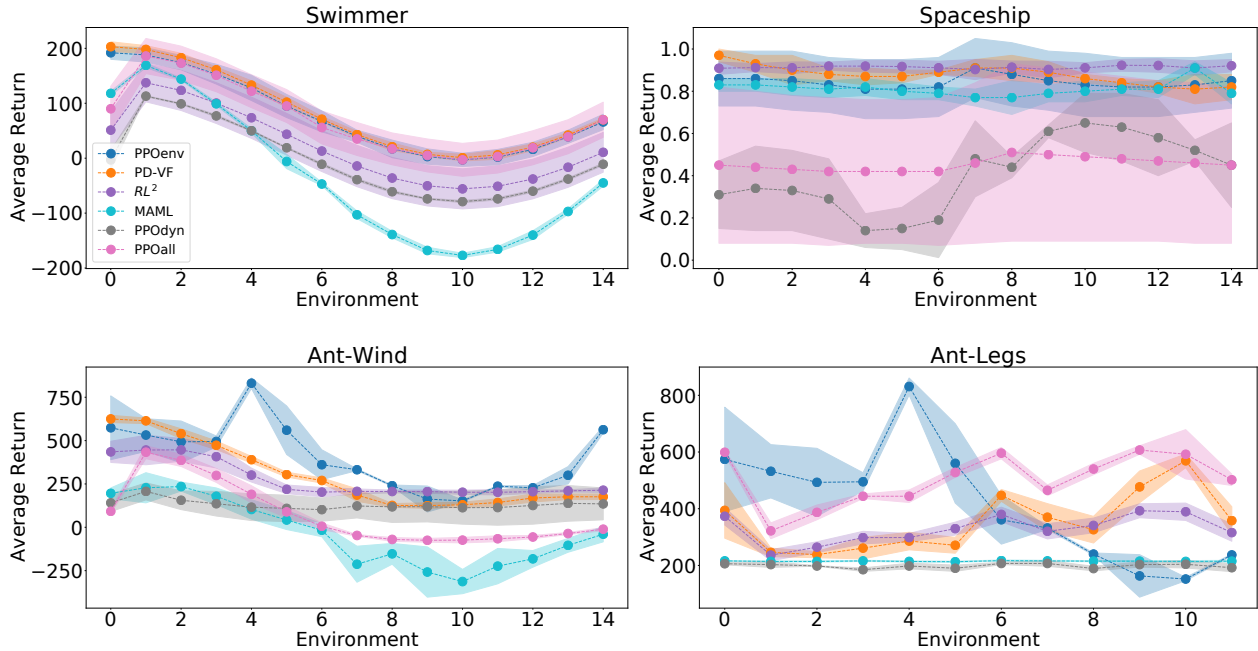 Swimmer
Average Return
200
100
0
−100
−200
PPOenv
PD-VF
RL²
MAML
PPOdyn
PPOall
0 2 4 6 8 10 12 14
Environment
Spaceship
Average Return
1.0
0.8
0.6
0.4
0.2
0.0
0 2 4 6 8 10 12 14
Environment
Ant-Wind
Average Return
750
500
250
0
−250
0 2 4 6 8 10 12 14
Environment
Ant-Legs
Average Return
800
600
400
200
0 2 4 6 8 10
Environment